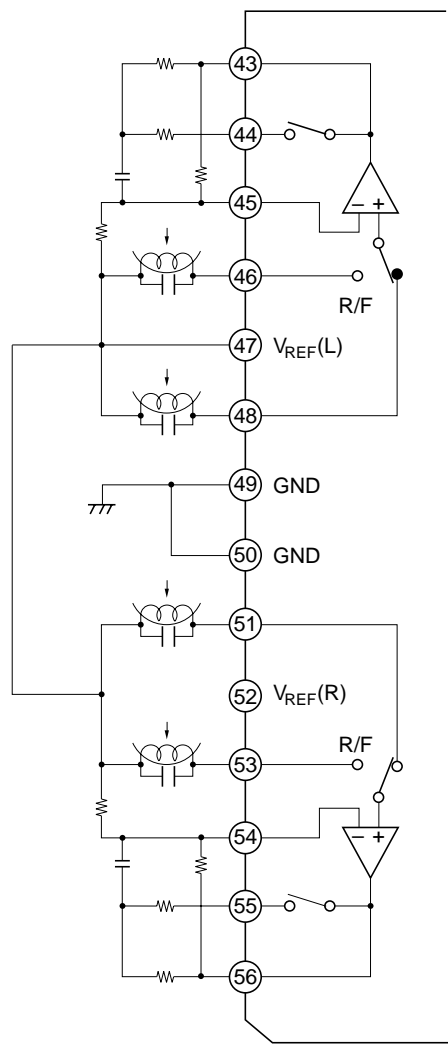 43
44
45
− +
46
R/F
47 VREF(L)
48
49 GND
50 GND
51
52 VREF(R)
R/F
53
54
− +
55
56